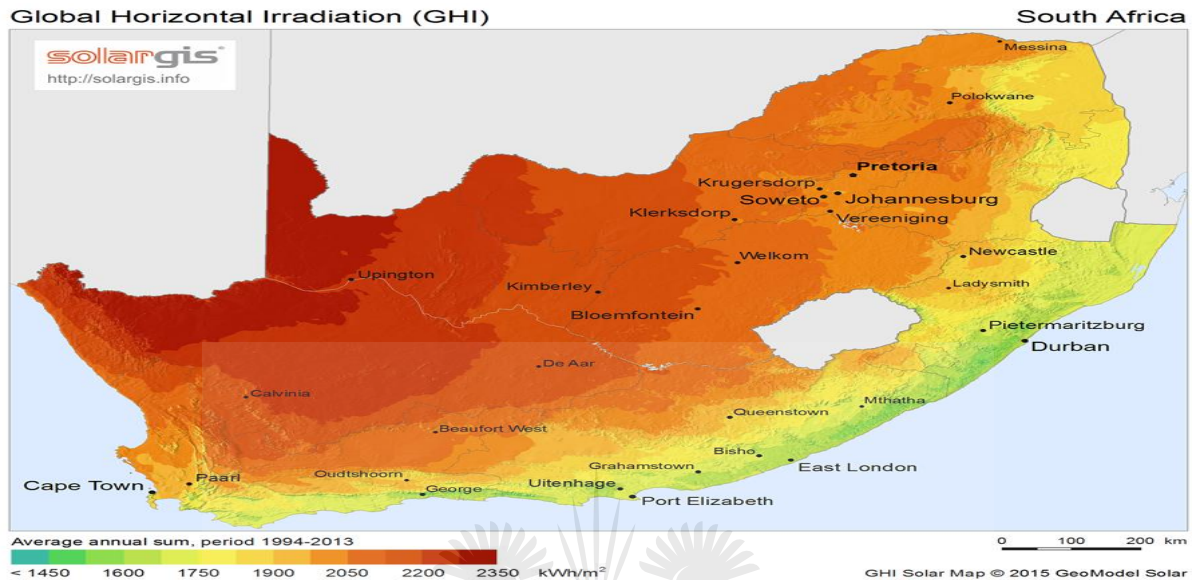 Global Horizontal Irradiation (GHI)
South Africa
solargis
http://solargis.info
Messina
Polokwane
Pretoria
Krugersdorp
Soweto
Johannesburg
Klerksdorp
Vereeniging
Welkom
Newcastle
Upington
Kimberley
Ladysmith
Bloemfontein
Pietermaritzburg
Durban
De Aar
Calvinia
Mthatha
Queenstown
Beaufort West
Bisho
Grahamstown
East London
Oudtshoorn
Paarl
Cape Town
George
Uitenhage
Port Elizabeth
Average annual sum, period 1994-2013
0 100 200 km
< 1450 1600 1750 1900 2050 2200 2350 kWh/m²
GHI Solar Map © 2015 GeoModel Solar